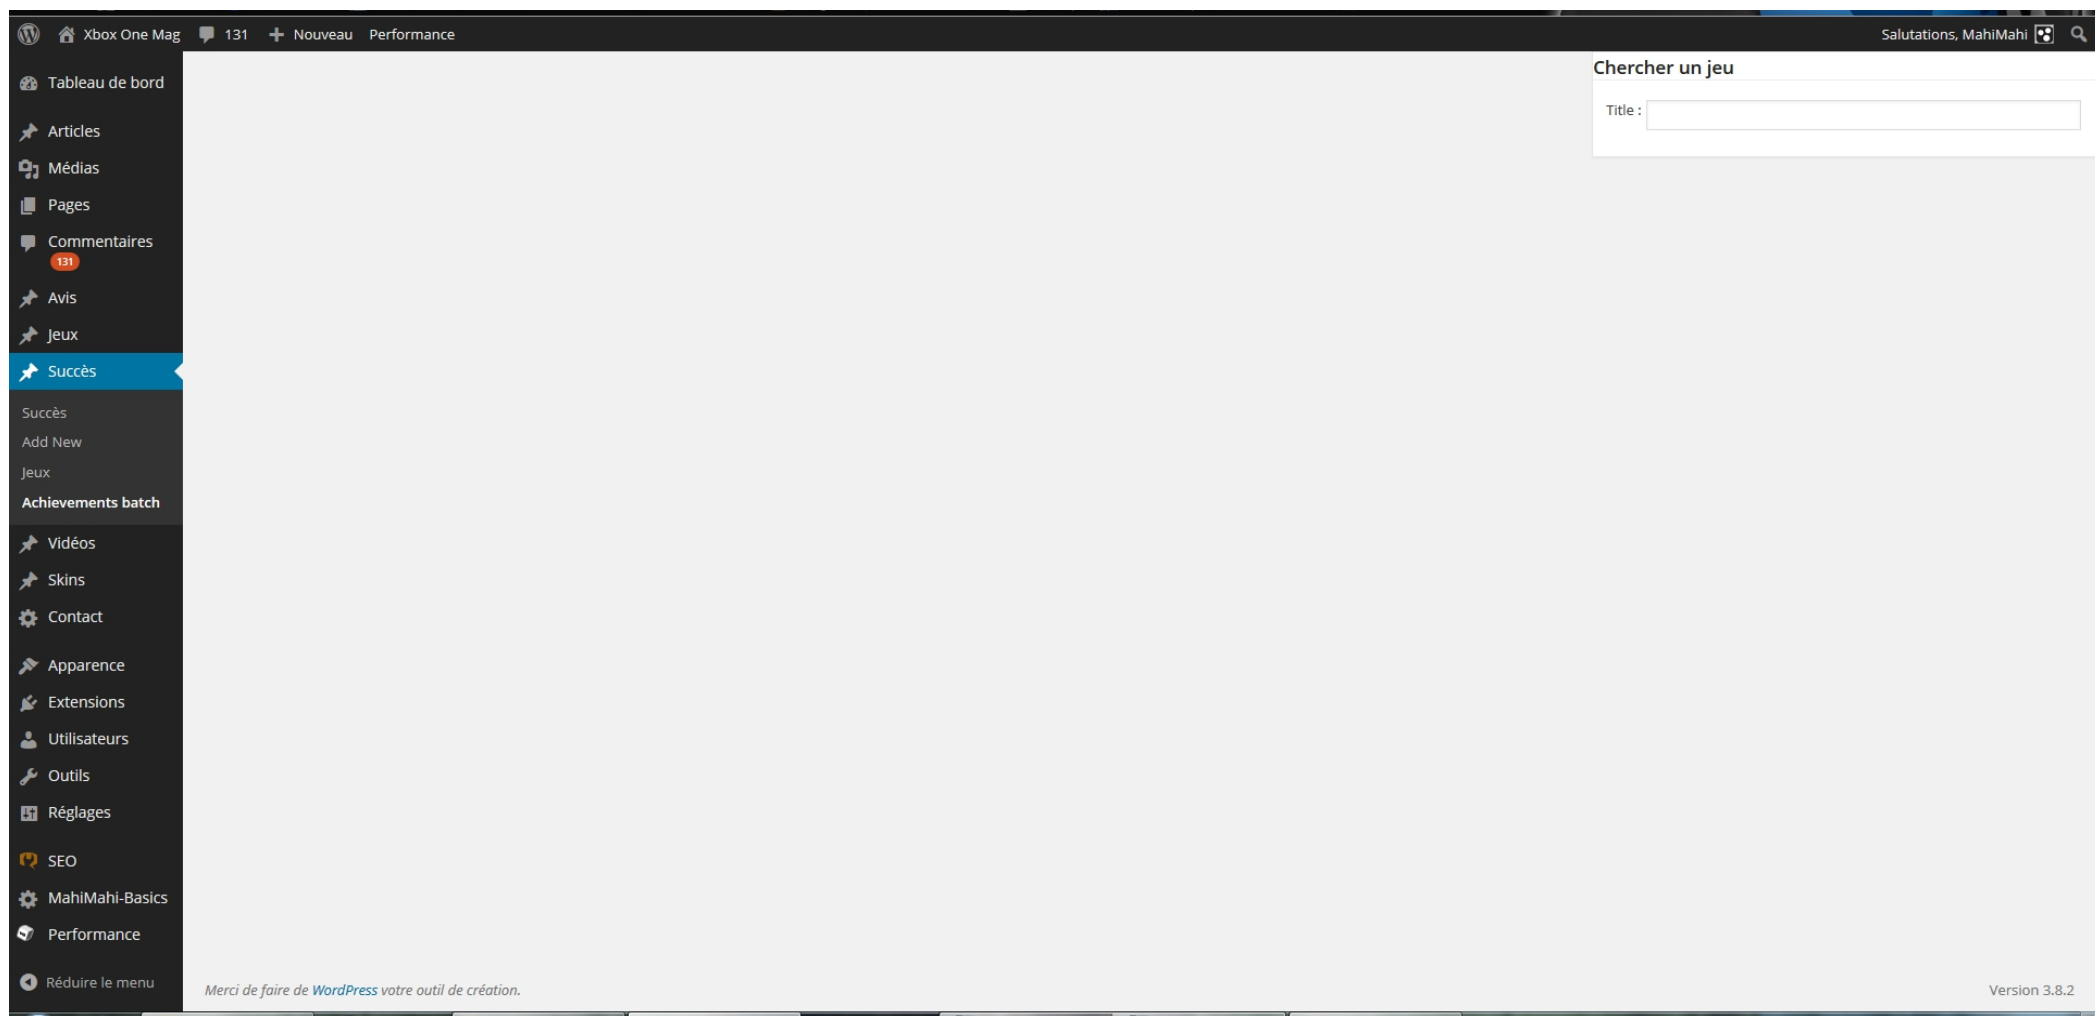 Xbox One Mag 131 Nouveau Performance Salutations, MahiMahi
Tableau de bord
Articles
Médias
Pages
Commentaires
131
Avis
Jeux
Succès
Succès
Add New
Jeux
Achievements batch
Vidéos
Skins
Contact
Apparence
Extensions
Utilisateurs
Outils
Réglages
SEO
MahiMahi-Basics
Performance
Réduire le menu
Chercher un jeu
Title :
Merci de faire de WordPress votre outil de création.
Version 3.8.2